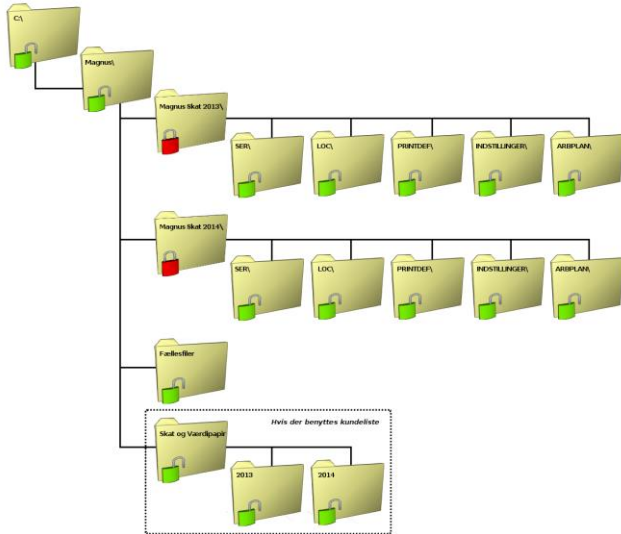 C:\
Magnus\
Magnus Skat 2013\
SER\
LOC\
PRINTDEF\
INDSTILLINGER\
ARBPLAN\
Magnus Skat 2014\
SER\
LOC\
PRINTDEF\
INDSTILLINGER\
ARBPLAN\
Fællesfiler
Hvis der benyttes kundeliste
Skat og Værdipapir
2013
2014